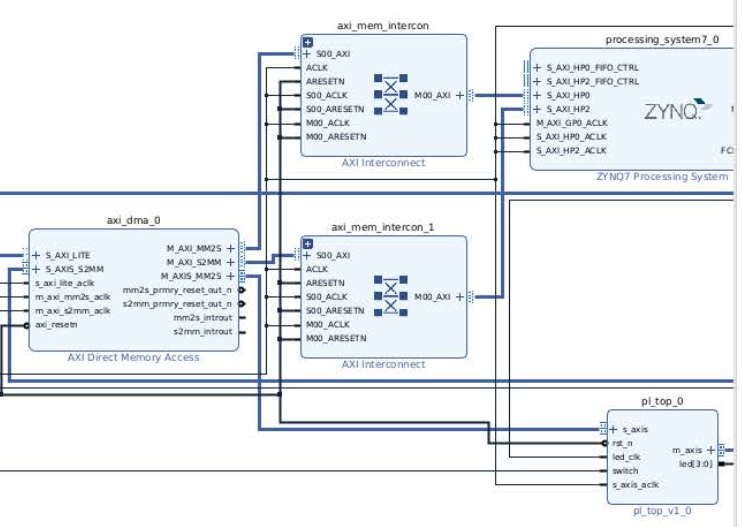 axi_mem_intercon
S00_AXI
ACLK
ARESETN
S00_ACLK
S00_ARESETN
M00_ACLK
M00_ARESETN
M00_AXI
AXI Interconnect
processing_system7_0
S_AXI_HP0_FIFO_CTRL
S_AXI_HP2_FIFO_CTRL
S_AXI_HP0
S_AXI_HP2
M_AXI_GP0_ACLK
S_AXI_HP0_ACLK
S_AXI_HP2_ACLK
ZYNQ.
FC
ZYNQ7 Processing System
axi_dma_0
S_AXI_LITE
S_AXIS_S2MM
s_axi_lite_aclk
m_axi_mm2s_aclk
m_axi_s2mm_aclk
axi_resetn
M_AXI_MM2S
M_AXI_S2MM
M_AXIS_MM2S
mm2s_prmry_reset_out_n
s2mm_prmry_reset_out_n
mm2s_introut
s2mm_introut
AXI Direct Memory Access
axi_mem_intercon_1
S00_AXI
ACLK
ARESETN
S00_ACLK
S00_ARESETN
M00_ACLK
M00_ARESETN
M00_AXI
AXI Interconnect
pl_top_0
s_axis
rst_n
led_clk
switch
s_axis_aclk
m_axis
led[3:0]
pl_top_v1_0